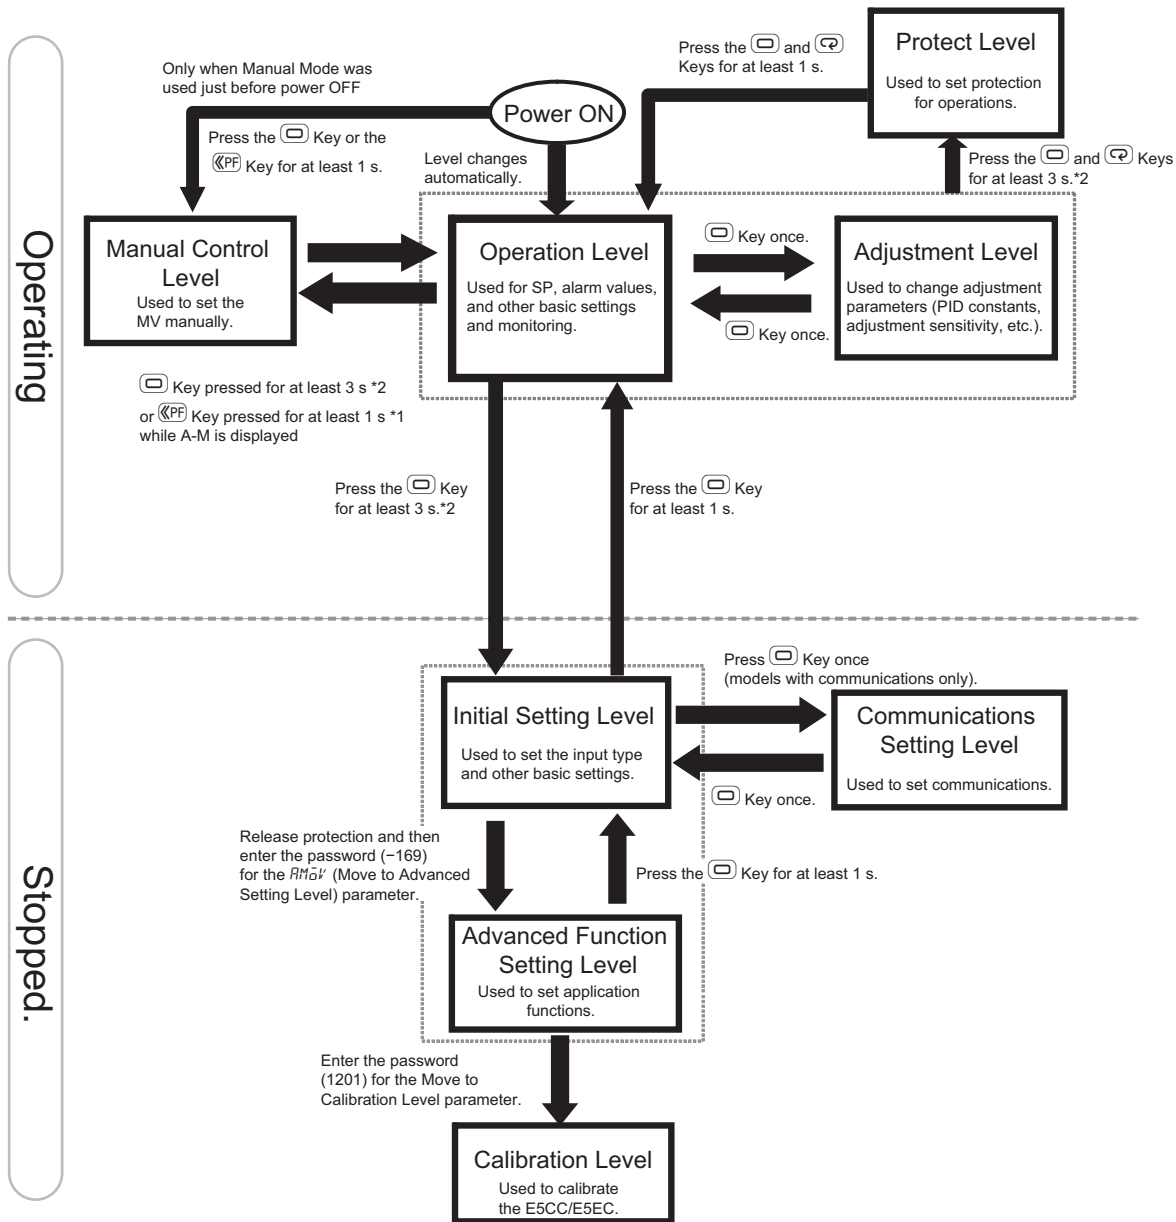 Operating
Only when Manual Mode was
used just before power OFF
Power ON
Press the Key or the
PF Key for at least 1 s.
Level changes
automatically.
Press the and
Keys for at least 1 s.
Protect Level
Used to set protection
for operations.
Press the and Keys
for at least 3 s.*2
Manual Control
Level
Used to set the
MV manually.
Operation Level
Used for SP, alarm values,
and other basic settings
and monitoring.
Key once.
Key once.
Adjustment Level
Used to change adjustment
parameters (PID constants,
adjustment sensitivity, etc.).
Key pressed for at least 3 s *2
or PF Key pressed for at least 1 s *1
while A-M is displayed
Press the Key
for at least 3 s.*2
Press the Key
for at least 1 s.
Stopped.
Initial Setting Level
Used to set the input type
and other basic settings.
Press Key once
(models with communications only).
Key once.
Communications
Setting Level
Used to set communications.
Release protection and then
enter the password (−169)
for the (Move to Advanced
Setting Level) parameter.
Press the Key for at least 1 s.
Advanced Function
Setting Level
Used to set application
functions.
Enter the password
(1201) for the Move to
Calibration Level parameter.
Calibration Level
Used to calibrate
the E5CC/E5EC.